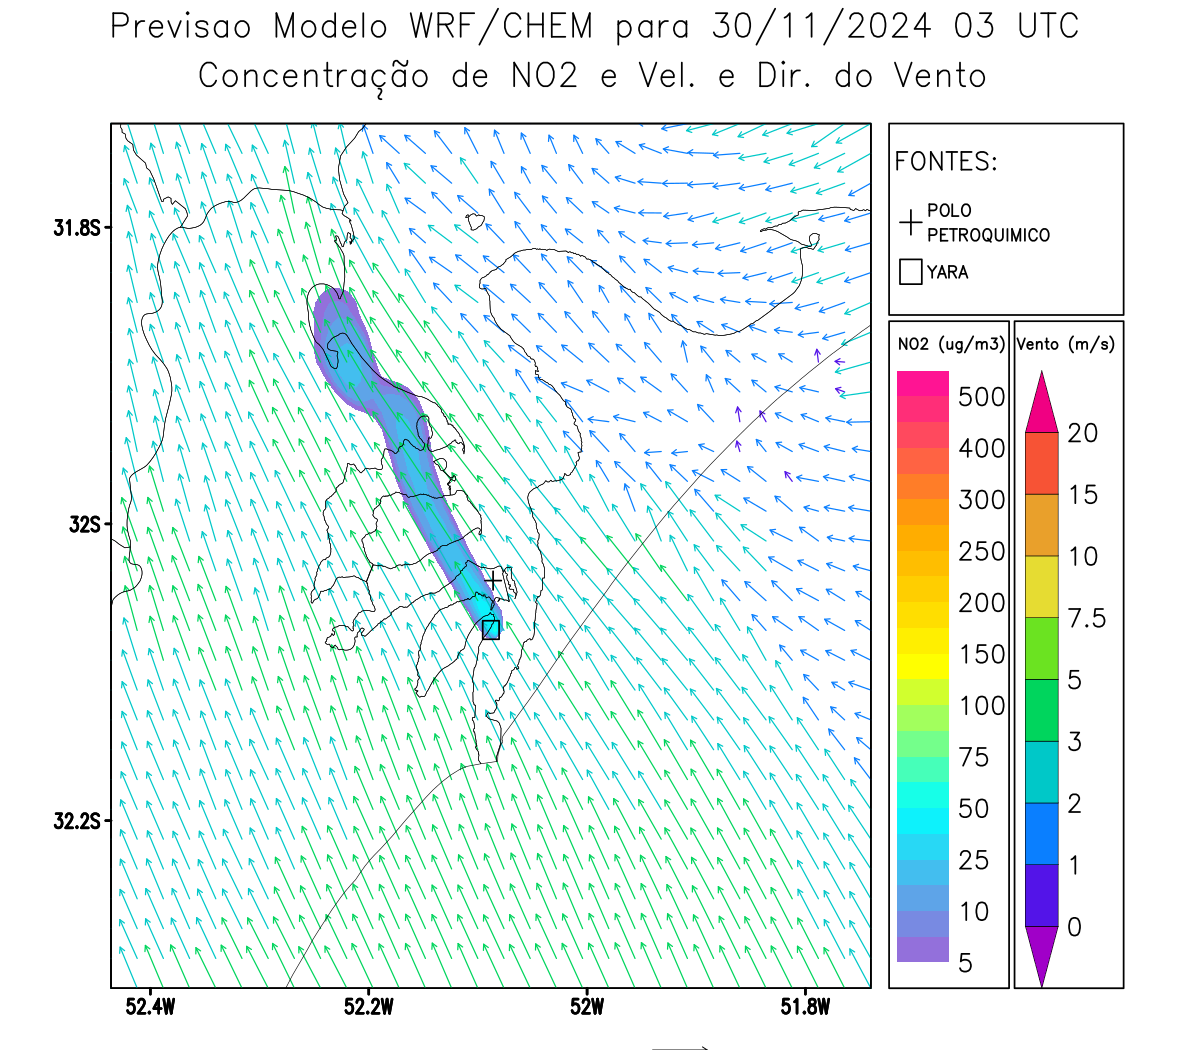 Previsao Modelo WRF/CHEM para 30/11/2024 03 UTC
Concentração de NO2 e Vel. e Dir. do Vento
FONTES:
POLO
PETROQUIMICO
YARA
31.8S
32S
32.2S
52.4W
52.2W
52W
51.8W
NO2 (ug/m3)
500
400
300
250
200
150
100
75
50
25
10
5
Vento (m/s)
20
15
10
7.5
5
3
2
1
0